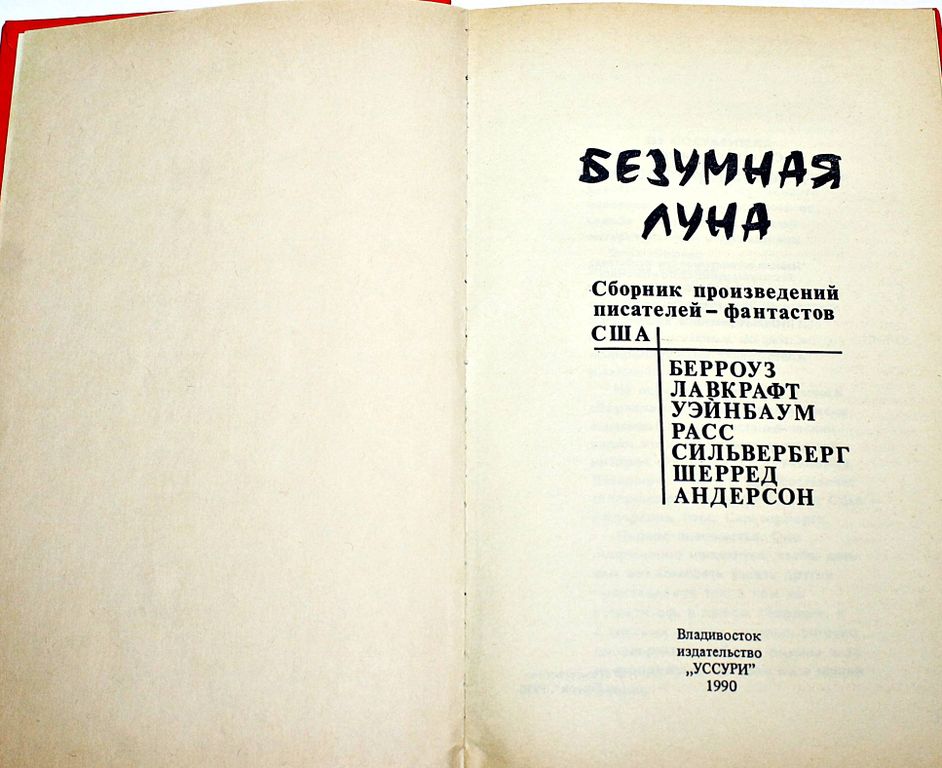 БЕЗУМНАЯ
ЛУНА
Сборник произведений
писателей – фантастов
США
БЕРРОУЗ
ЛАВКРАФТ
УЭЙНБАУМ
РАСС
СИЛЬВЕРБЕРГ
ШЕРРЕД
АНДЕРСОН
Владивосток
издательство
„УССУРИ”
1990